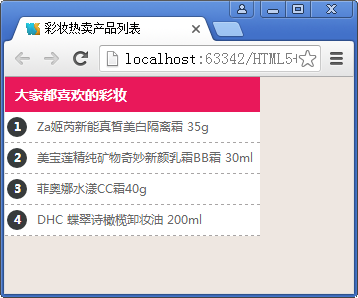 彩妆热卖产品列表
localhost:63342/HTML5
大家都喜欢的彩妆
1 Za姬芮新能真皙美白隔离霜 35g
2 美宝莲精纯矿物奇妙新颜乳霜BB霜 30ml
3 菲奥娜水漾CC霜40g
4 DHC 蝶翠诗橄榄卸妆油 200ml